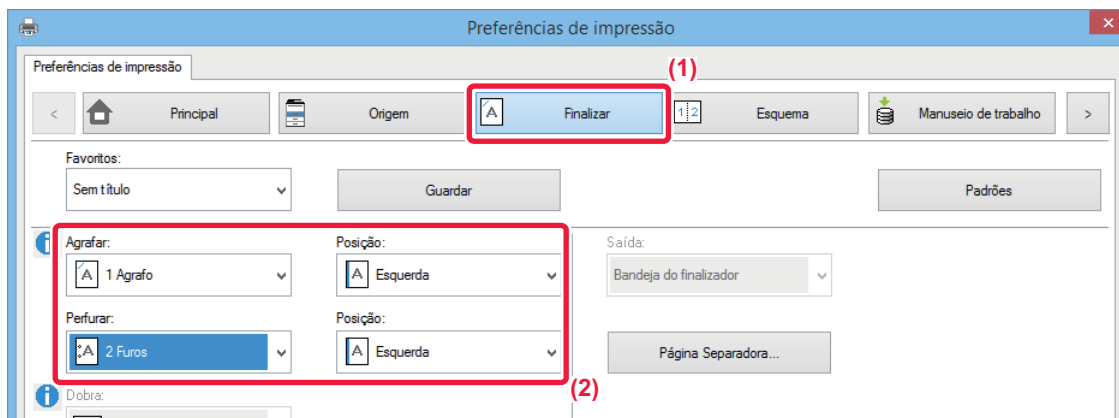 Preferências de impressão
x
Preferências de impressão
(1)
< Principal Origem A Finalizar 1 2 Esquema Manuseio de trabalho >
Favoritos:
Sem título Guardar Padrões
i Agrafar: Posição: Saída:
A 1 Agrafo A Esquerda Bandeja do finalizador
Perfurar: Posição:
A 2 Furos A Esquerda Página Separadora...
(2)
i Dobra: